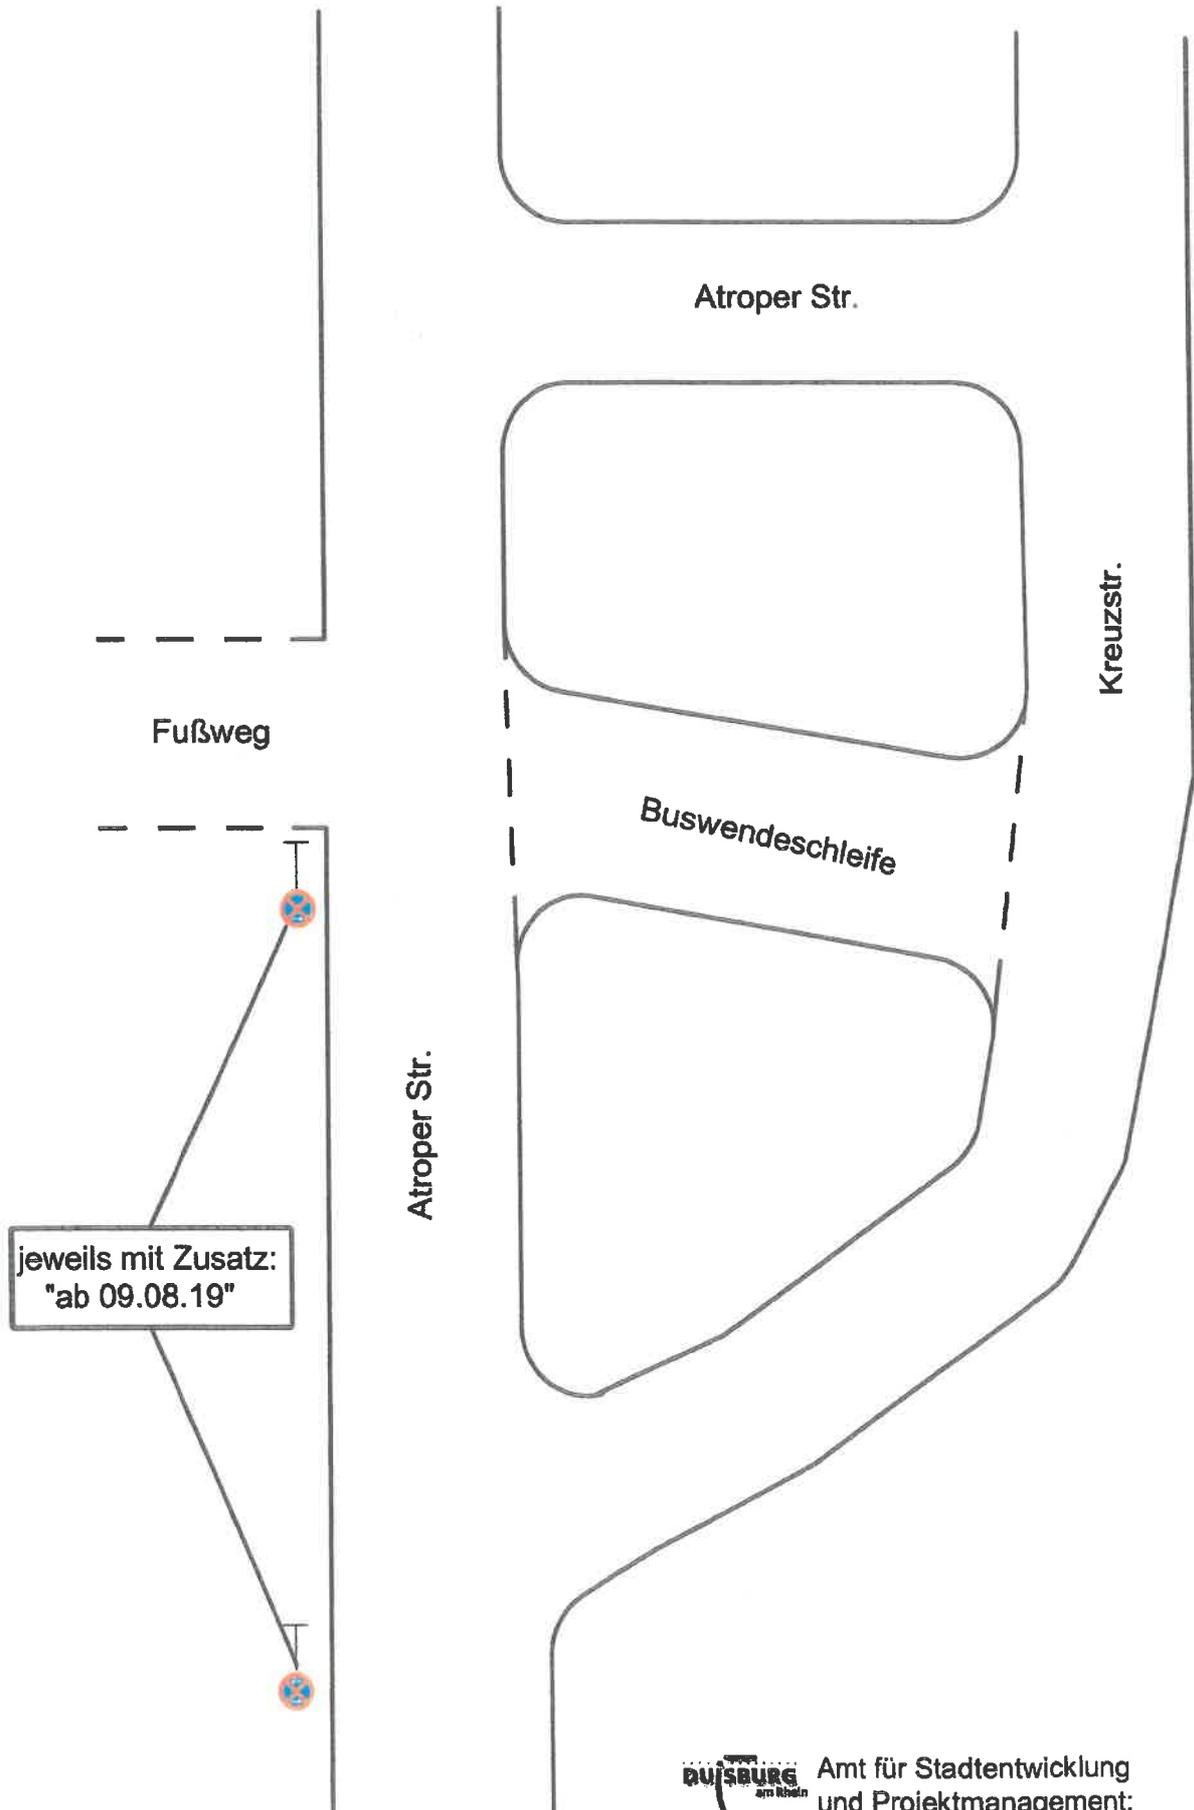 Atroper Str.
Kreuzstr.
Fußweg
Buswendeschleife
Atroper Str.
jeweils mit Zusatz:
"ab 09.08.19"
DUISBURG
am Rhein
Amt für Stadtentwicklung
und Projektmanagement: